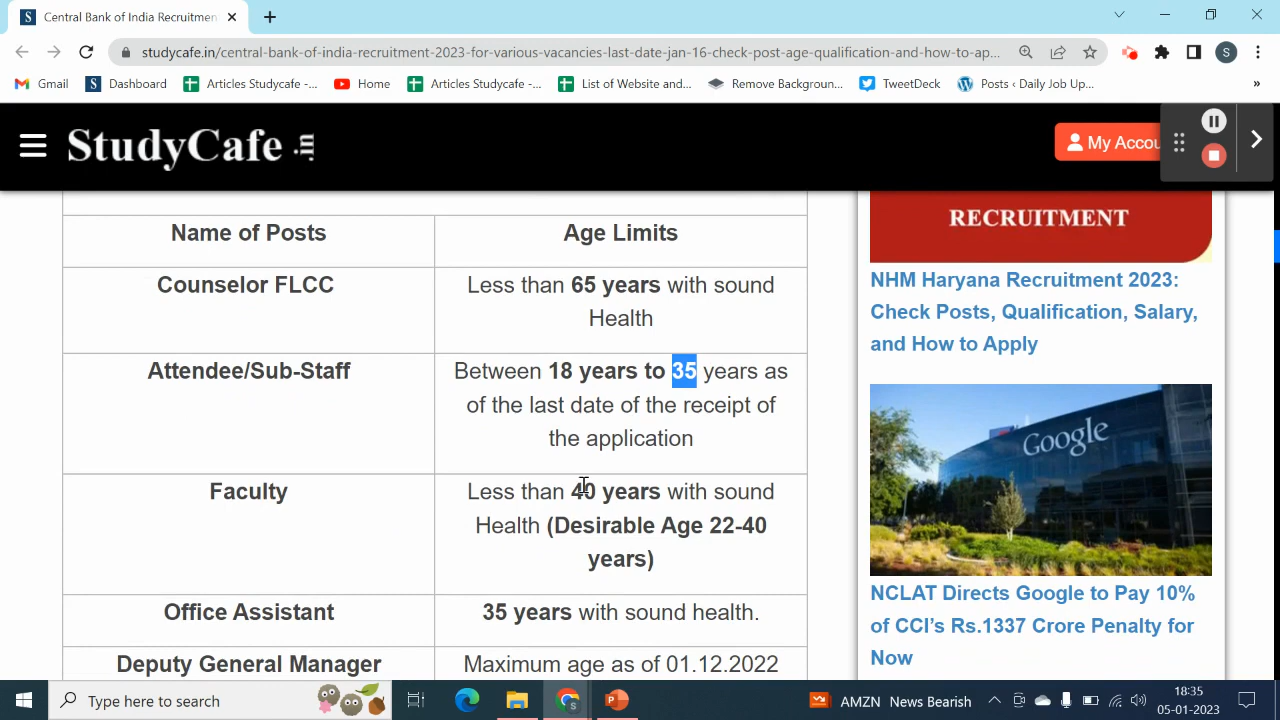 Central Bank of India Recruitmen
studycafe.in/central-bank-of-india-recruitment-2023-for-various-vacancies-last-date-jan-16-check-post-age-qualification-and-how-to-ap...
S
Gmail
Dashboard
Articles Studycafe -...
Home
Articles Studycafe -...
List of Website and...
Remove Backgroun...
TweetDeck
Posts ‹ Daily Job Up...
»
StudyCafe .in
My Accou
Name of Posts
Age Limits
Counselor FLCC
Less than 65 years with sound
Health
Attendee/Sub-Staff
Between 18 years to 35 years as
of the last date of the receipt of
the application
Faculty
Less than 40 years with sound
Health (Desirable Age 22-40
years)
Office Assistant
35 years with sound health.
Deputy General Manager
Maximum age as of 01.12.2022
RECRUITMENT
NHM Haryana Recruitment 2023:
Check Posts, Qualification, Salary,
and How to Apply
Google
NCLAT Directs Google to Pay 10%
of CCI's Rs.1337 Crore Penalty for
Now
Type here to search
AMZN News Bearish
18:35
05-01-2023